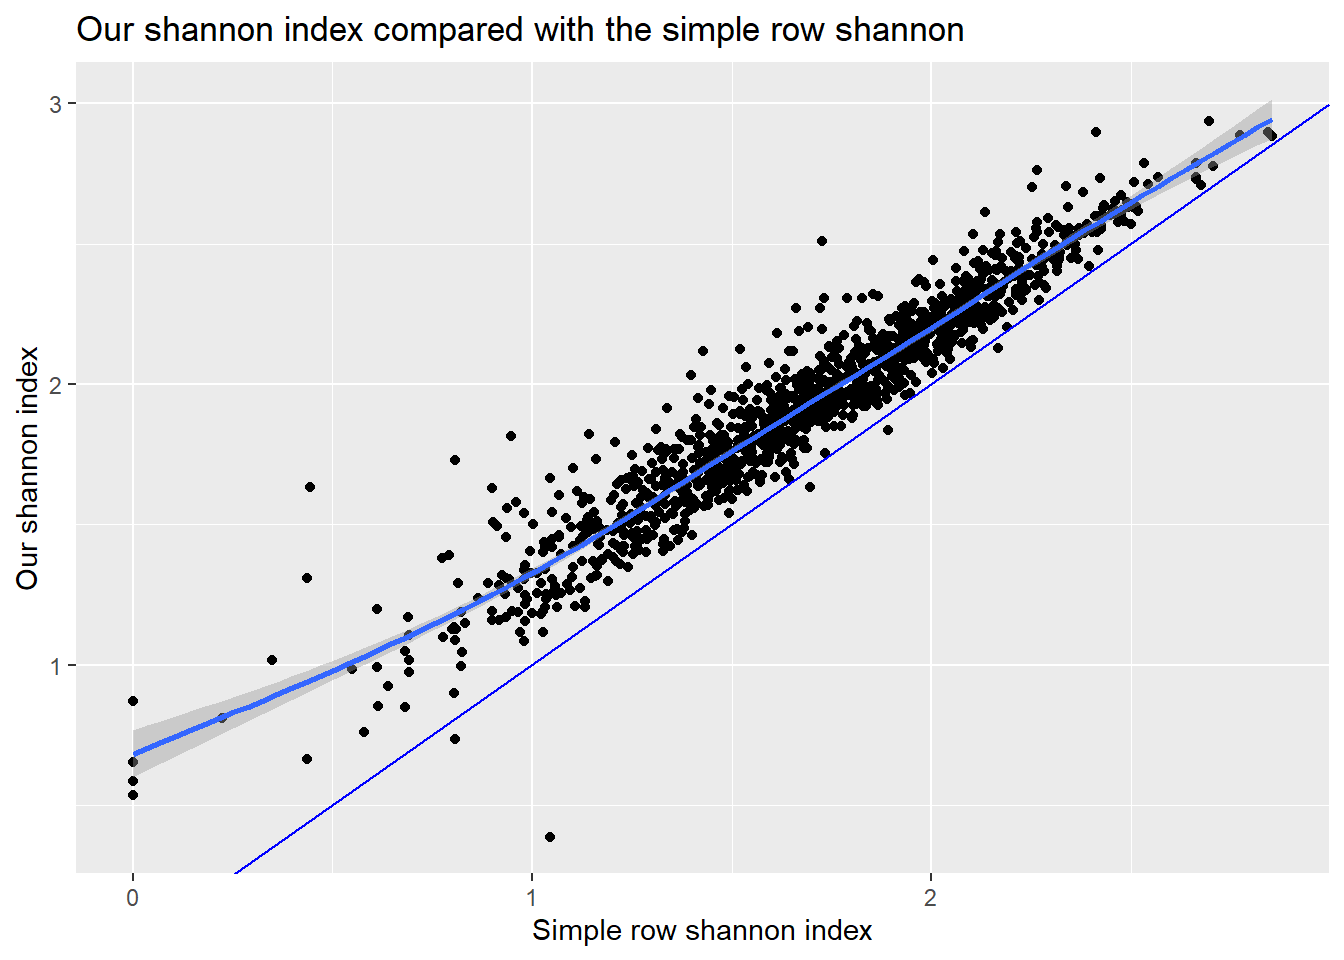 Our shannon index compared with the simple row shannon
3
2
1
Our shannon index
0
1
2
Simple row shannon index